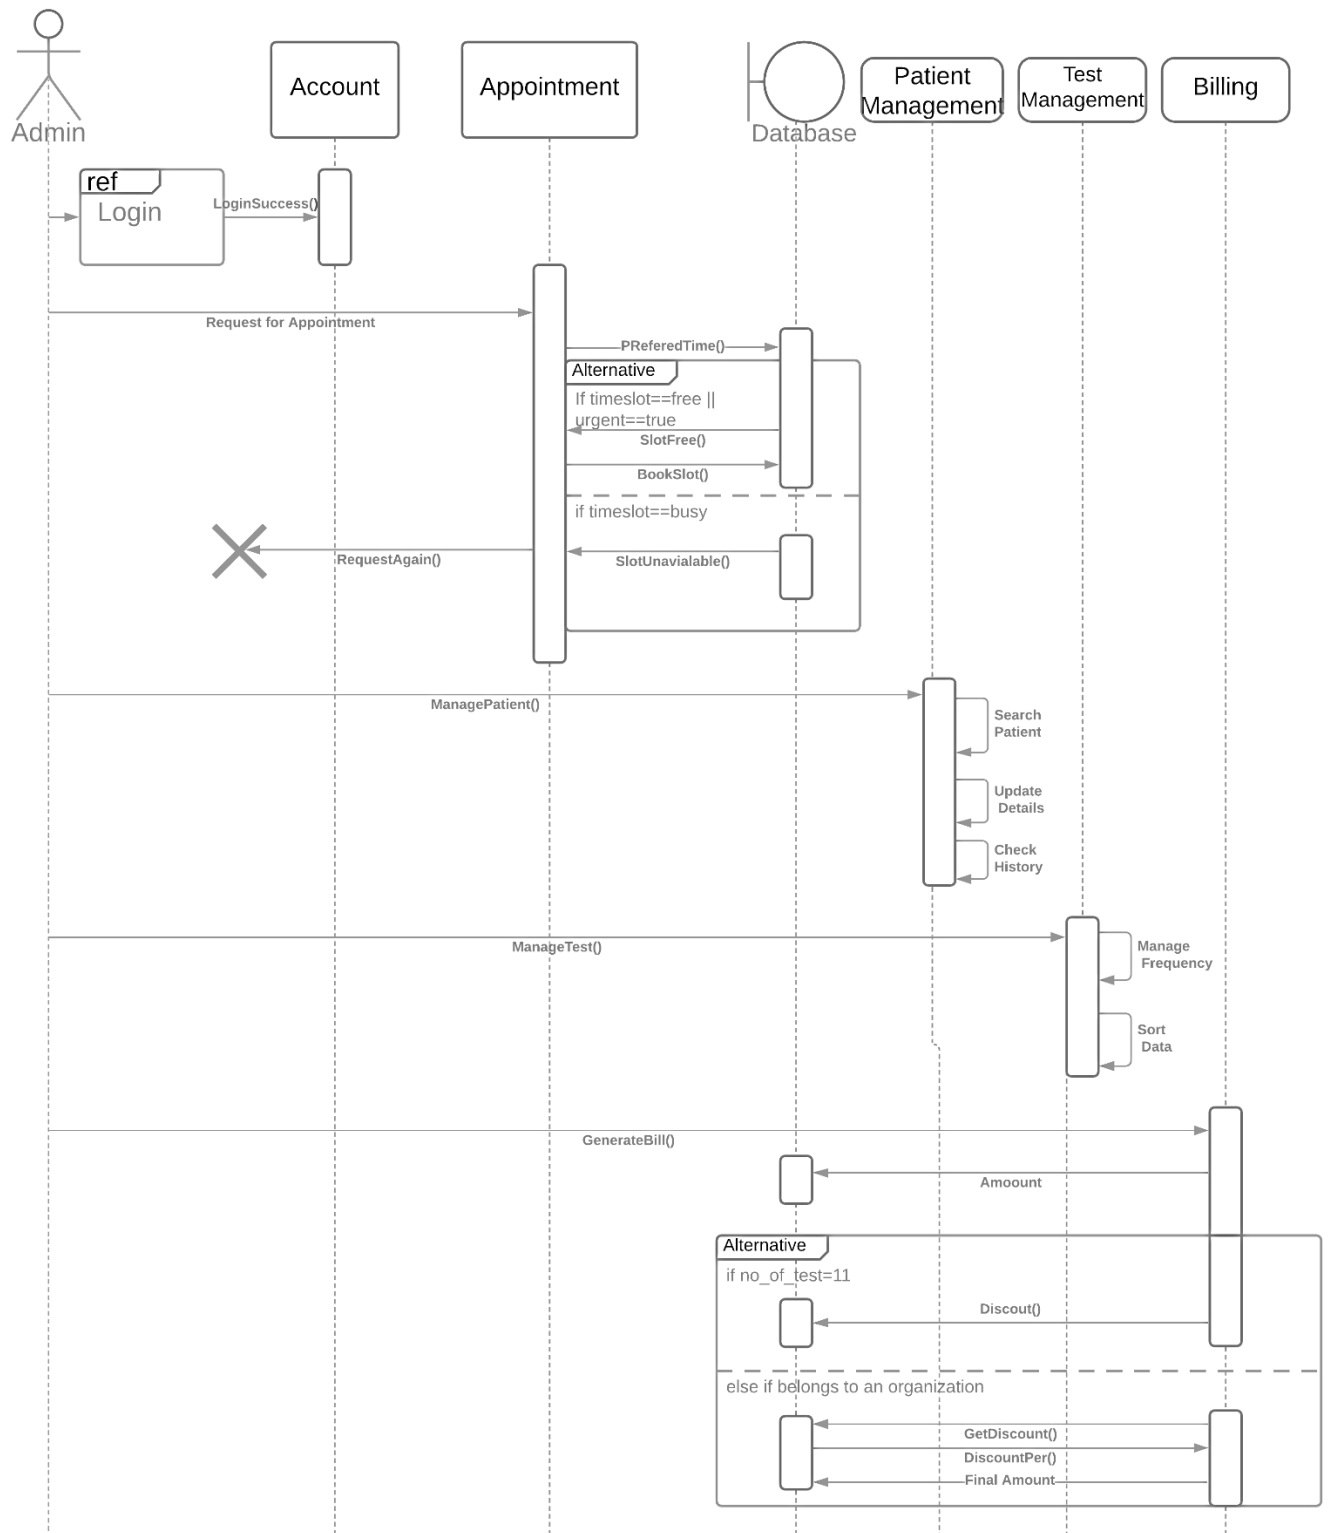 Admin
Account
Appointment
Database
Patient
Management
Test
Management
Billing
ref
Login
LoginSuccess()
Request for Appointment
PReferedTime()
Alternative
If timeslot==free ||
urgent==true
SlotFree()
BookSlot()
if timeslot==busy
RequestAgain()
SlotUnavialable()
ManagePatient()
Search
Patient
Update
Details
Check
History
ManageTest()
Manage
Frequency
Sort
Data
GenerateBill()
Amoount
Alternative
if no_of_test=11
Discout()
else if belongs to an organization
GetDiscount()
DiscountPer()
Final Amount